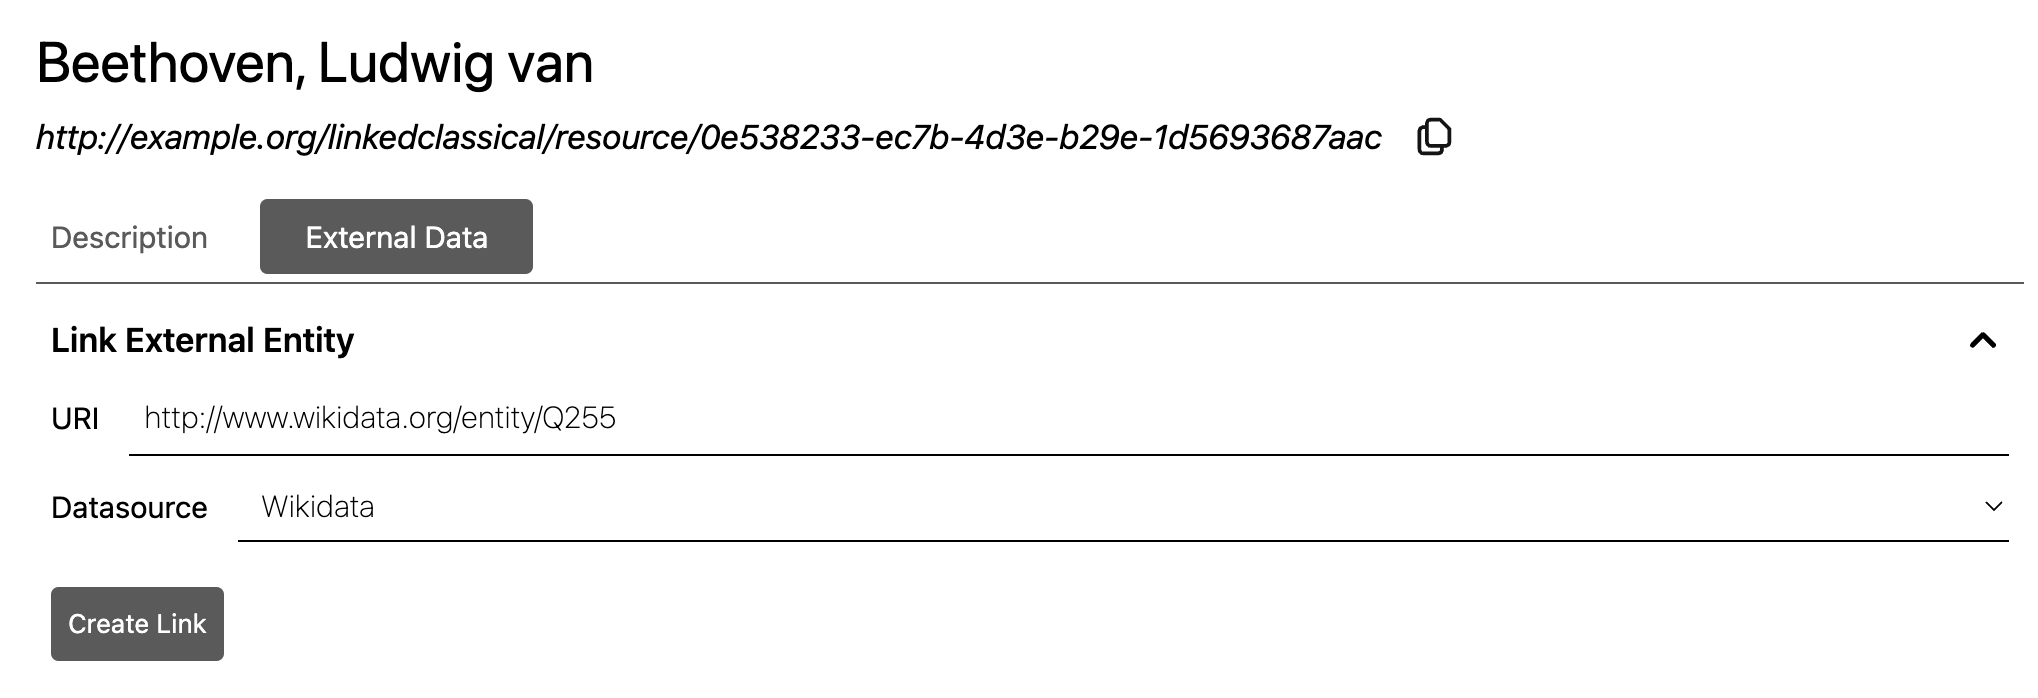 Beethoven, Ludwig van
http://example.org/linkedclassical/resource/0e538233-ec7b-4d3e-b29e-1d5693687aac
Description External Data
Link External Entity
URI http://www.wikidata.org/entity/Q255
Datasource Wikidata
Create Link